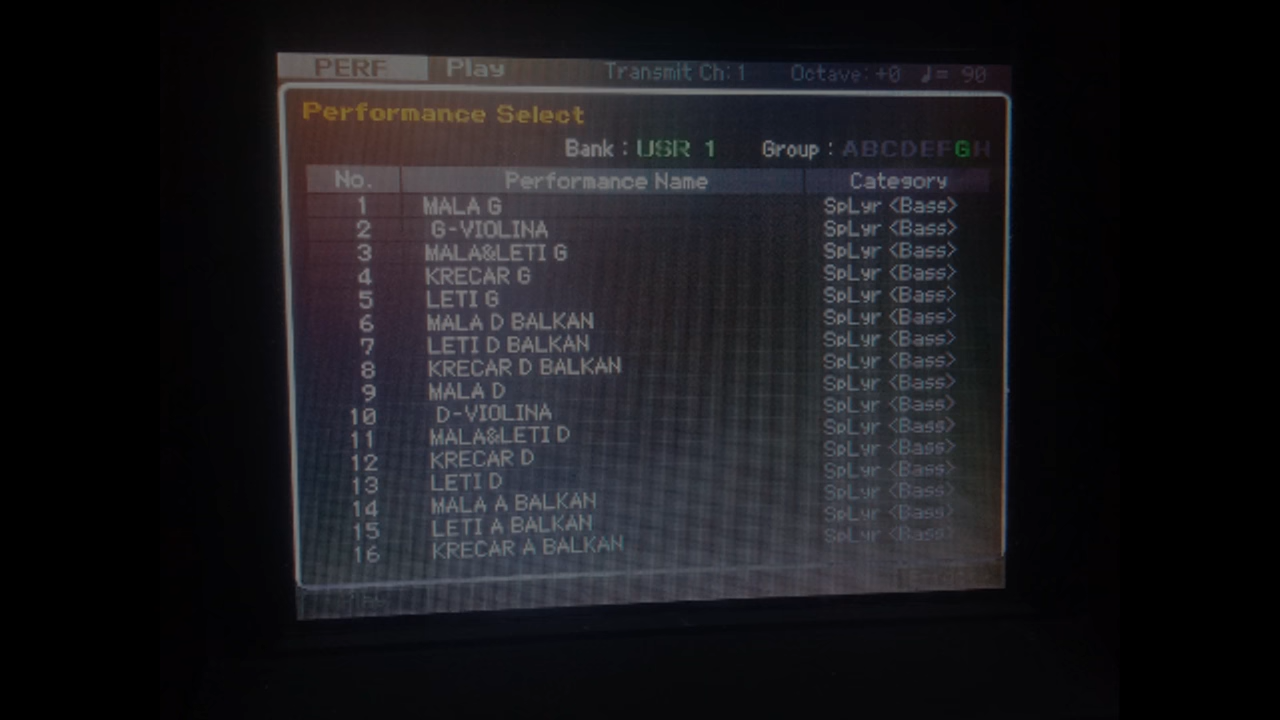 PERF Play Transmit Ch:1 Octave:+0 ♩= 90
Performance Select
Bank : USR 1 Group : ABCDEFGH
No. Performance Name Category
1 MALA G SpLyr <Bass>
2 G-VIOLINA SpLyr <Bass>
3 MALA&LETI G SpLyr <Bass>
4 KRECAR G SpLyr <Bass>
5 LETI G SpLyr <Bass>
6 MALA D BALKAN SpLyr <Bass>
7 LETI D BALKAN SpLyr <Bass>
8 KRECAR D BALKAN SpLyr <Bass>
9 MALA D SpLyr <Bass>
10 D-VIOLINA SpLyr <Bass>
11 MALA&LETI D SpLyr <Bass>
12 KRECAR D SpLyr <Bass>
13 LETI D SpLyr <Bass>
14 MALA A BALKAN SpLyr <Bass>
15 LETI A BALKAN SpLyr <Bass>
16 KRECAR A BALKAN SpLyr <Bass>